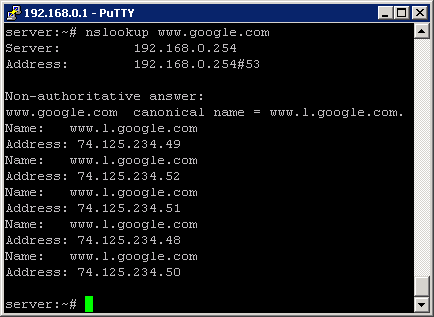 192.168.0.1 - PuTTY
server:~# nslookup www.google.com
Server:         192.168.0.254
Address:        192.168.0.254#53

Non-authoritative answer:
www.google.com  canonical name = www.l.google.com.
Name:   www.l.google.com
Address: 74.125.234.49
Name:   www.l.google.com
Address: 74.125.234.52
Name:   www.l.google.com
Address: 74.125.234.51
Name:   www.l.google.com
Address: 74.125.234.48
Name:   www.l.google.com
Address: 74.125.234.50

server:~#